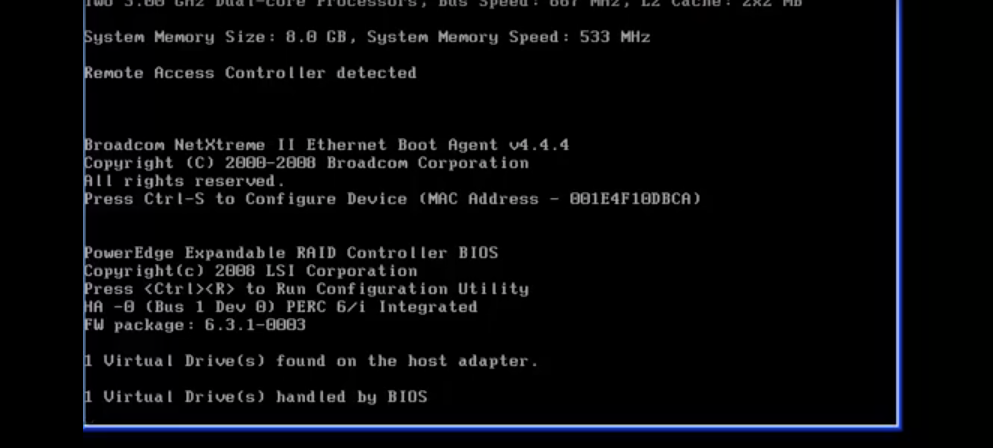 Two 3.00 GHz Dual-core Processors, Bus Speed: 667 MHz, L2 Cache: 2x2 MB
System Memory Size: 8.0 GB, System Memory Speed: 533 MHz
Remote Access Controller detected
Broadcom NetXtreme II Ethernet Boot Agent v4.4.4
Copyright (C) 2000-2008 Broadcom Corporation
All rights reserved.
Press Ctrl-S to Configure Device (MAC Address - 001E4F10DBCA)
PowerEdge Expandable RAID Controller BIOS
Copyright(c) 2008 LSI Corporation
Press <Ctrl><R> to Run Configuration Utility
HA -0 (Bus 1 Dev 0) PERC 6/i Integrated
FW package: 6.3.1-0003
1 Virtual Drive(s) found on the host adapter.
1 Virtual Drive(s) handled by BIOS